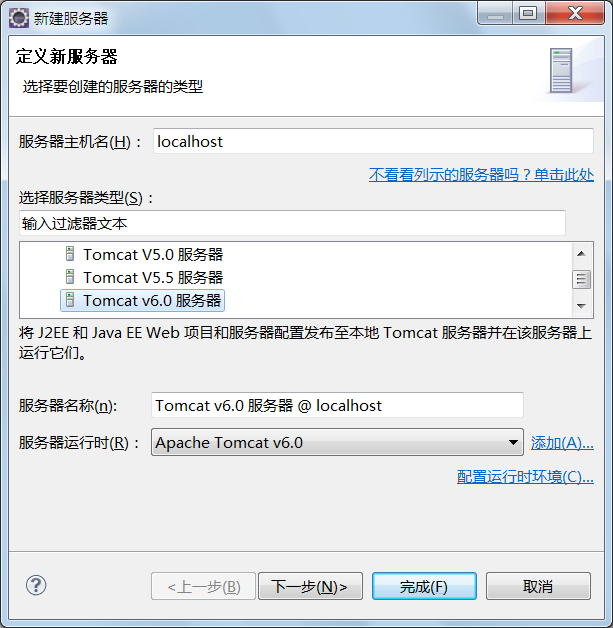 新建服务器
定义新服务器
选择要创建的服务器的类型
服务器主机名(H)： localhost
不看看列示的服务器吗？单击此处
选择服务器类型(S)：
输入过滤器文本
Tomcat V5.0 服务器
Tomcat V5.5 服务器
Tomcat v6.0 服务器
将 J2EE 和 Java EE Web 项目和服务器配置发布至本地 Tomcat 服务器并在该服务器上
运行它们。
服务器名称(n): Tomcat v6.0 服务器 @ localhost
服务器运行时(R)： Apache Tomcat v6.0 添加(A)...
配置运行时环境(C)...
? <上一步(B) 下一步(N)> 完成(F) 取消